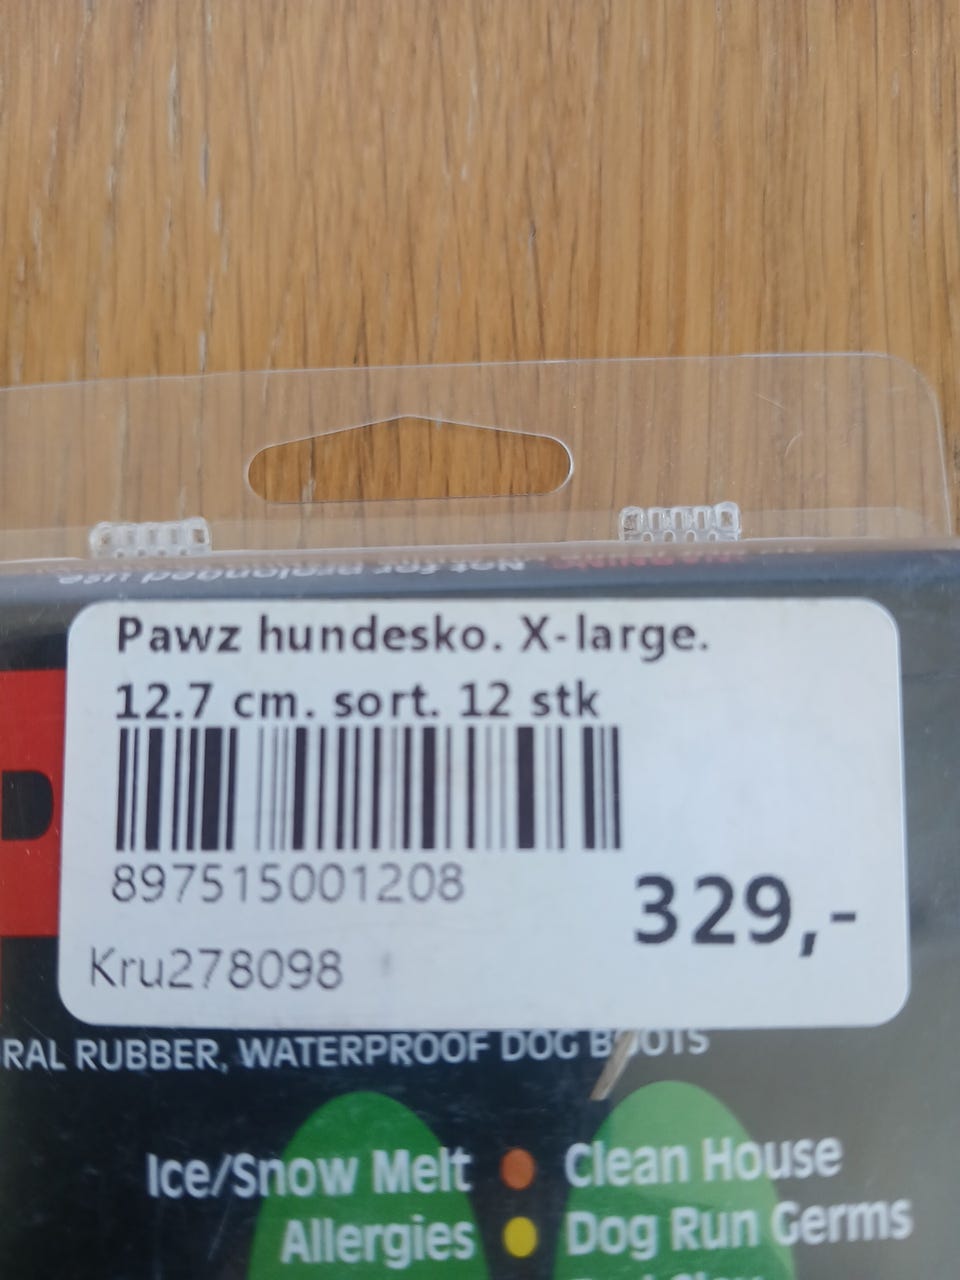 Not for prolonged use
Pawz hundesko. X-large.
12.7 cm. sort. 12 stk
P
897515001208
329,-
Kru278098
RAL RUBBER, WATERPROOF DOG BOOTS
Ice/Snow Melt Clean House
Allergies Dog Run Germs